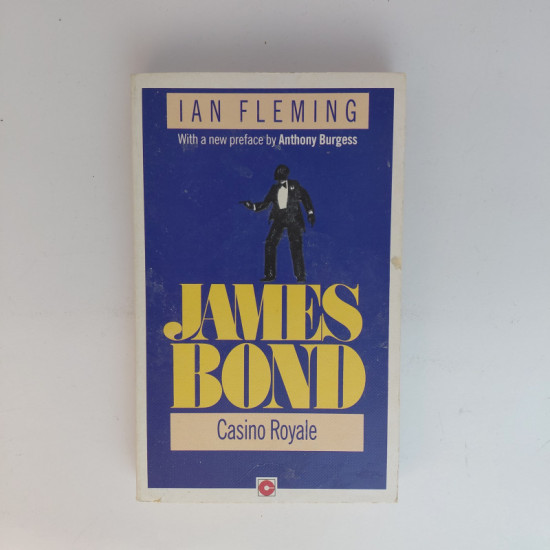 IAN FLEMING
With a new preface by Anthony Burgess
JAMES
BOND
Casino Royale